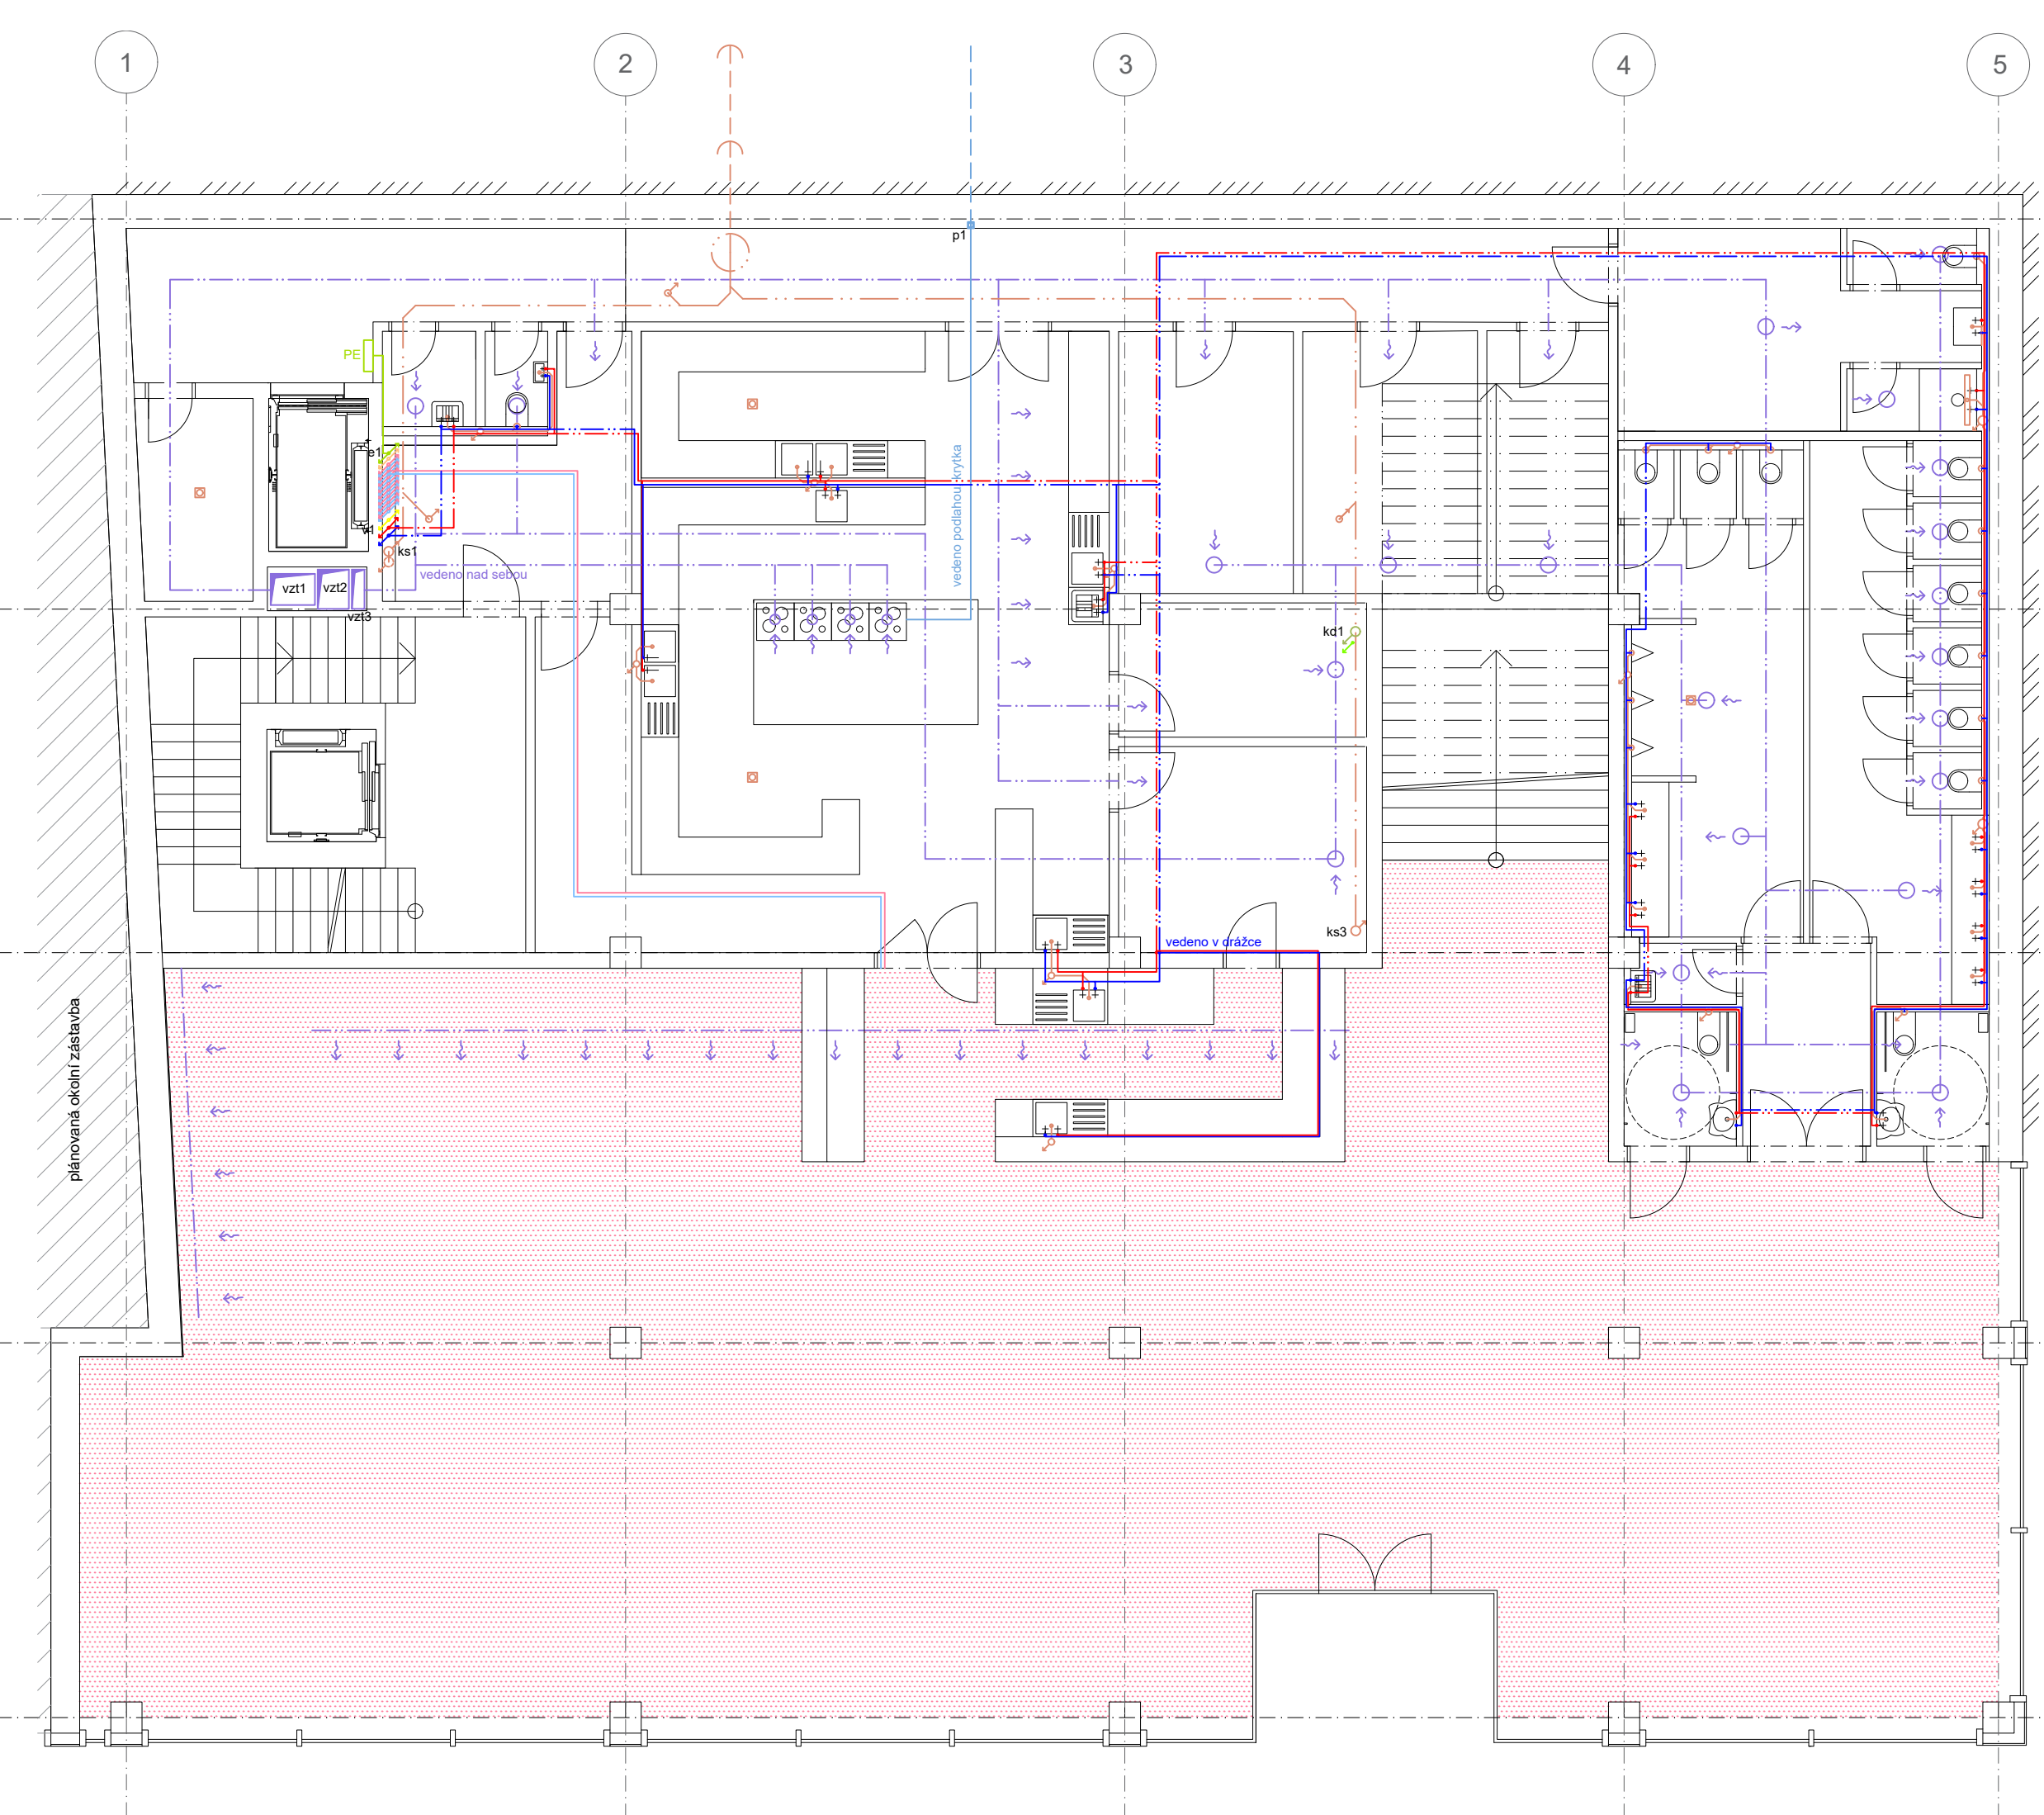 1
2
3
4
5
p1
PE
e1
v1
ks1
vedeno nad sebou
vzt1
vzt2
vzt3
vedeno podlahou, krytka
kd1
ks3
vedeno v drážce
plánovaná okolní zástavba